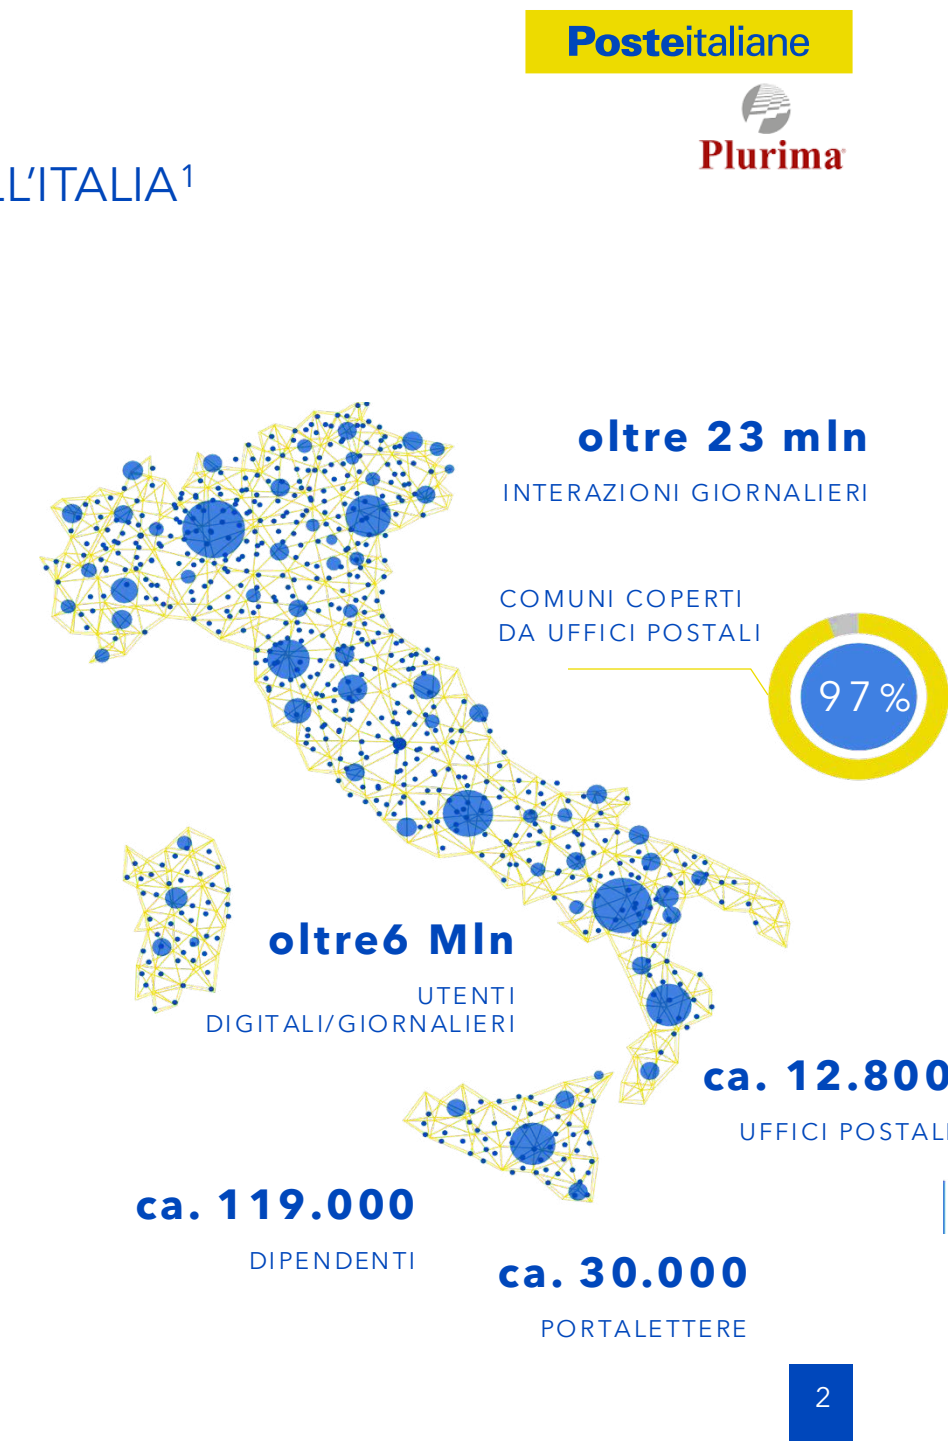 Posteitaliane
Plurima
LL'ITALIA¹
oltre 23 mln
INTERAZIONI GIORNALIERI
COMUNI COPERTI
DA UFFICI POSTALI
97%
oltre6 Mln
UTENTI
DIGITALI/GIORNALIERI
ca. 12.800
UFFICI POSTALI
ca. 119.000
DIPENDENTI
ca. 30.000
PORTALETTERE
2